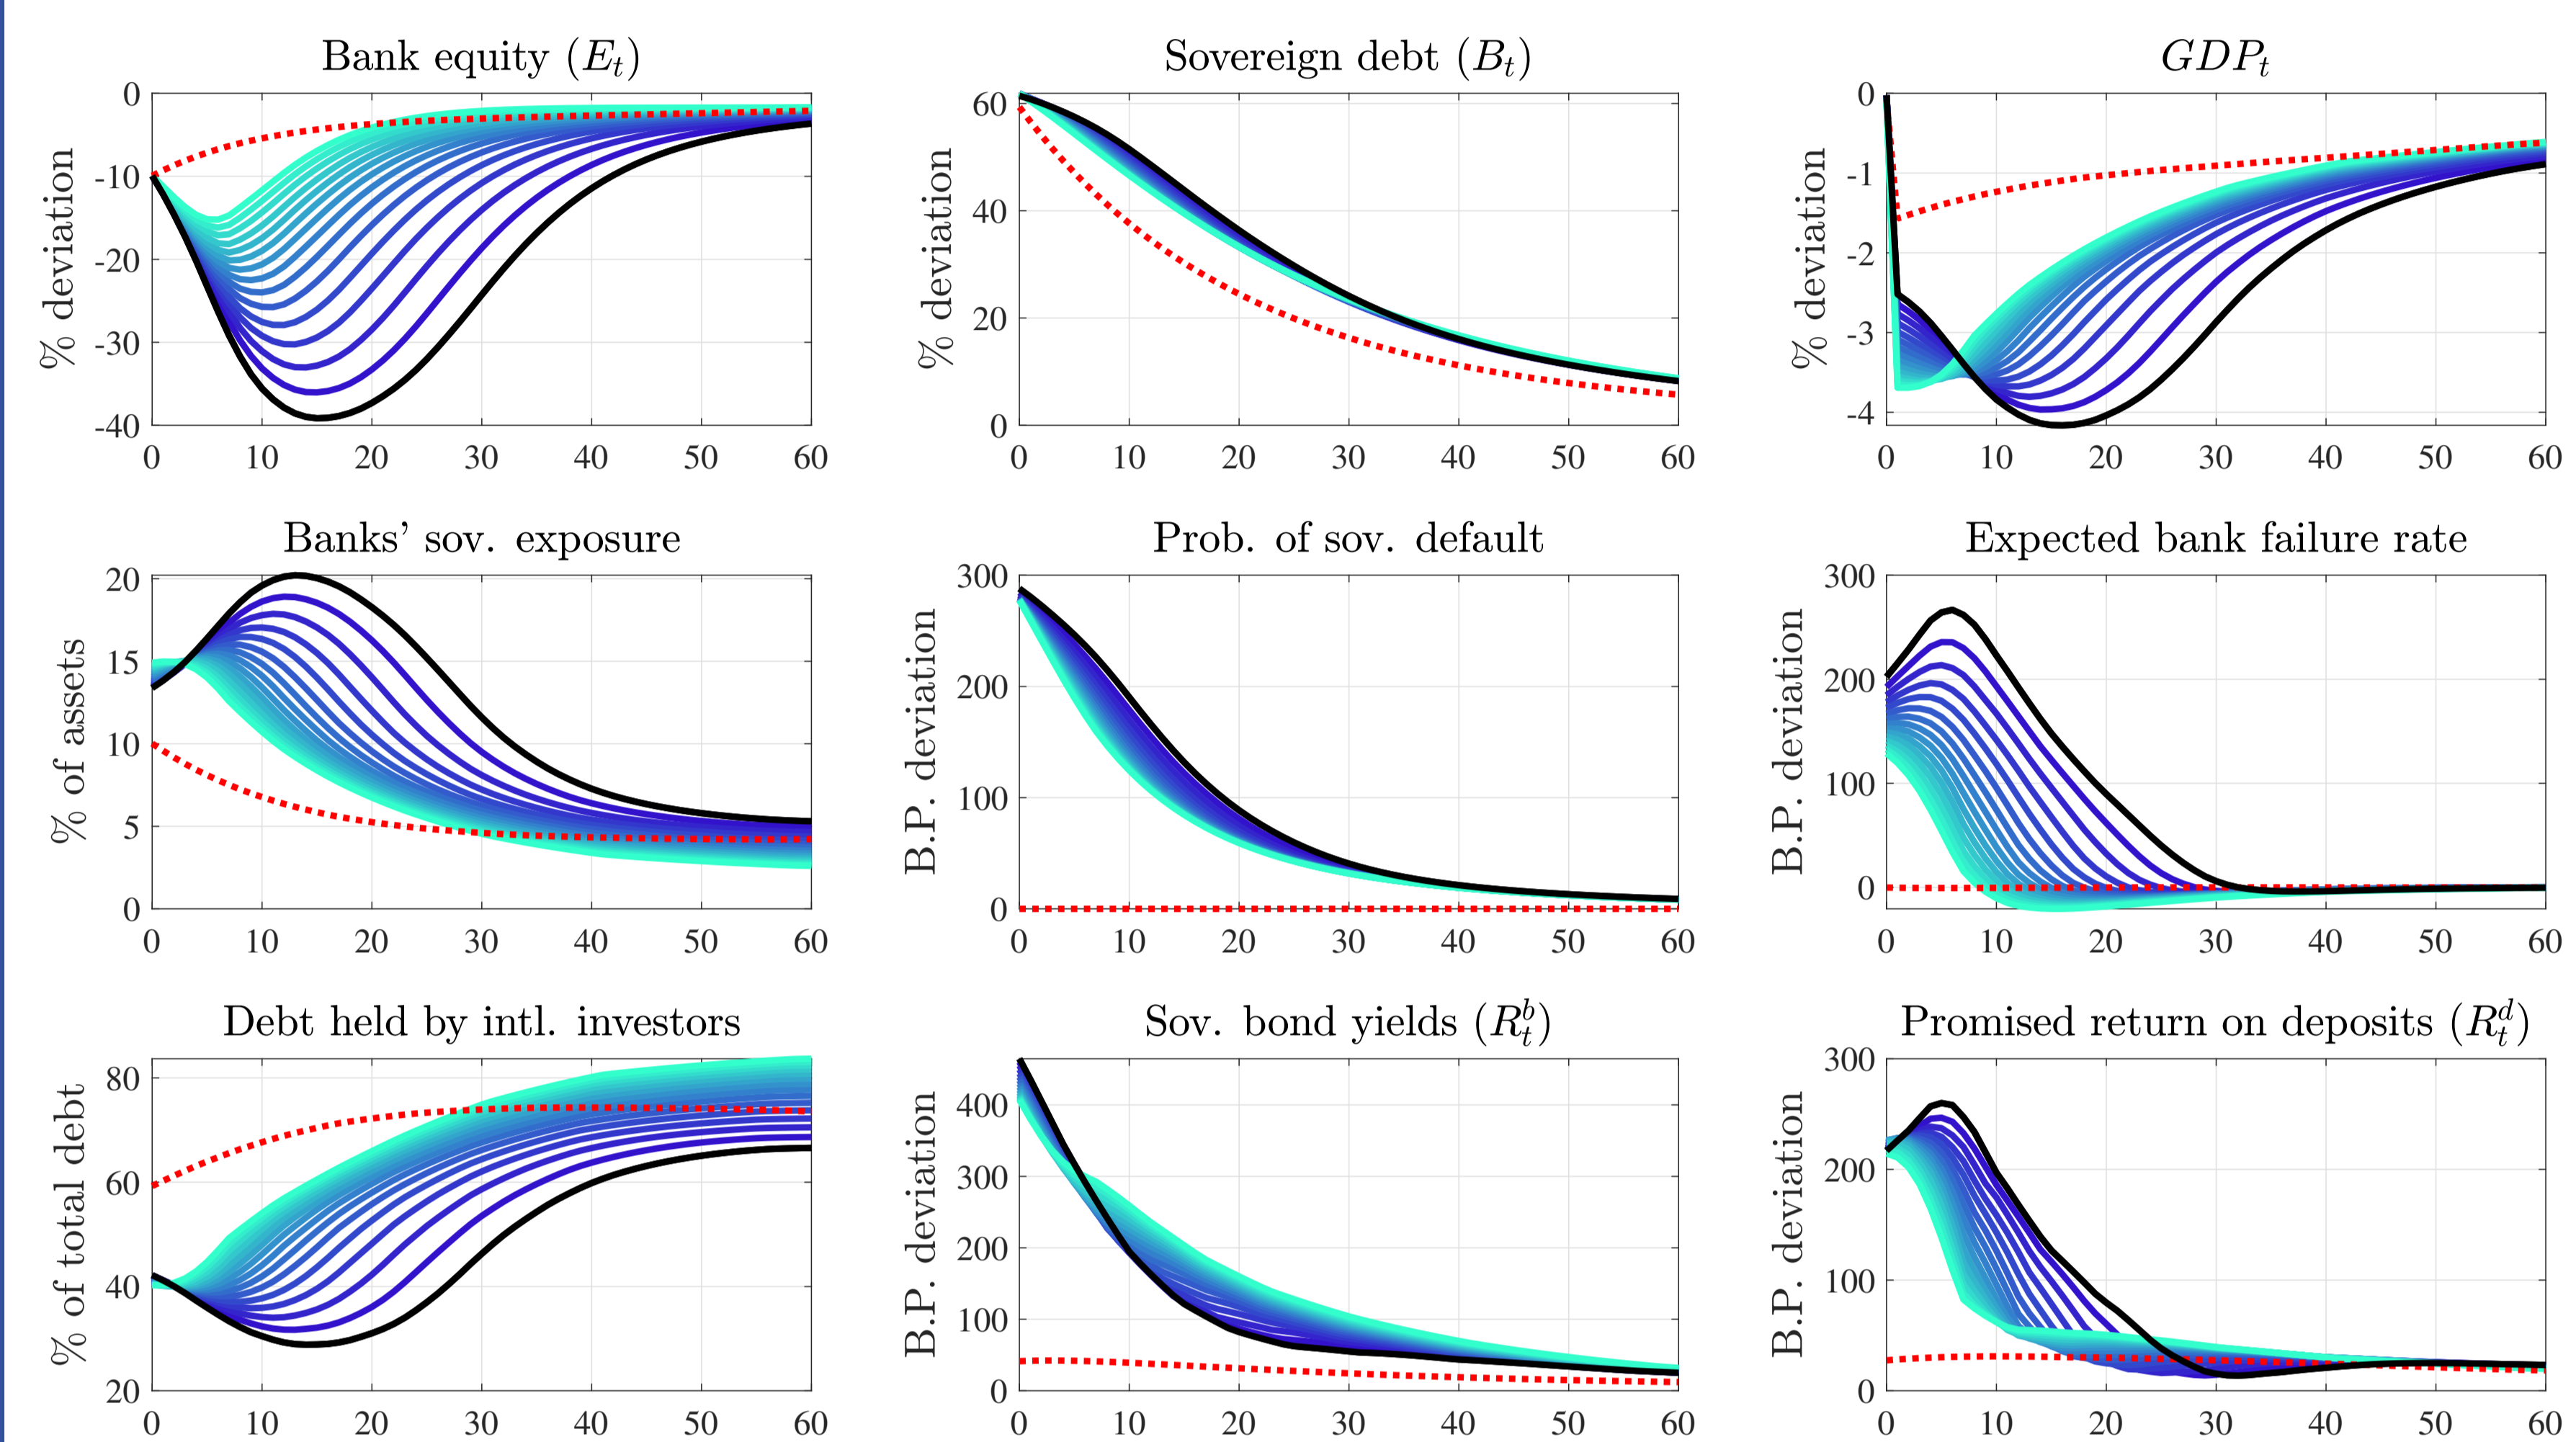 Bank equity (E_t)
Sovereign debt (B_t)
GDP_t
% deviation
0
-10
-20
-30
-40
0 10 20 30 40 50 60
% deviation
60
40
20
0
0 10 20 30 40 50 60
% deviation
0
-1
-2
-3
-4
0 10 20 30 40 50 60
Banks' sov. exposure
Prob. of sov. default
Expected bank failure rate
% of assets
20
15
10
5
0
0 10 20 30 40 50 60
B.P. deviation
300
200
100
0
0 10 20 30 40 50 60
B.P. deviation
300
200
100
0
0 10 20 30 40 50 60
Debt held by intl. investors
Sov. bond yields (R_t^b)
Promised return on deposits (R_t^d)
% of total debt
80
60
40
20
0 10 20 30 40 50 60
B.P. deviation
400
300
200
100
0
0 10 20 30 40 50 60
B.P. deviation
300
200
100
0
0 10 20 30 40 50 60